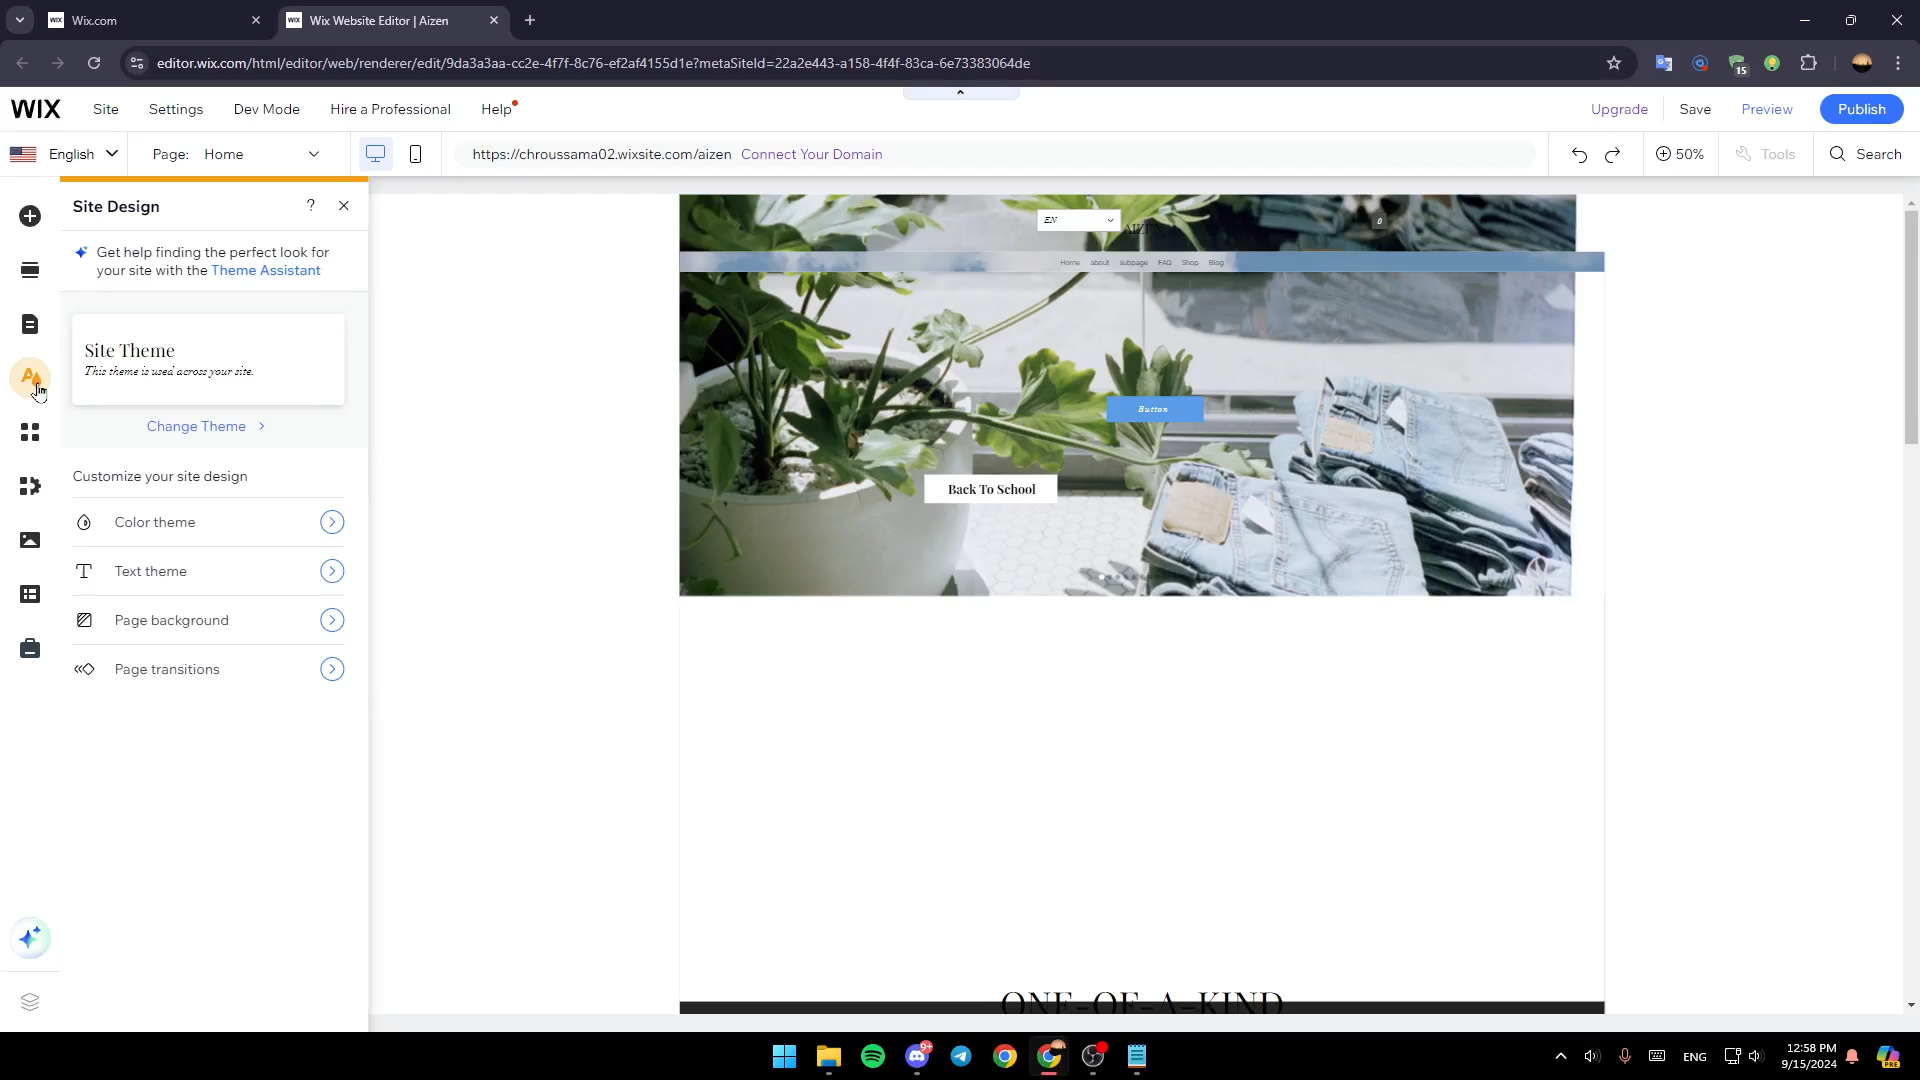 Wix.com
Wix Website Editor | Aizen
editor.wix.com/html/editor/web/renderer/edit/9da3a3aa-cc2e-4f7f-8c76-ef2af4155d1e?metaSiteId=22a2e443-a158-4f4f-83ca-6e73383064de
15
WIX Site Settings Dev Mode Hire a Professional Help Upgrade Save Preview Publish
English Page: Home https://chroussama02.wixsite.com/aizen Connect Your Domain 50% Tools Search
Site Design ?
Get help finding the perfect look for
your site with the Theme Assistant
Site Theme
This theme is used across your site.
Change Theme
Customize your site design
Color theme
Text theme
Page background
Page transitions
EN
AIZEN
0
Home about subpage FAQ Shop Blog
Button
Back To School
ONE-OF-A-KIND
9+
ENG
12:58 PM
9/15/2024
PRE